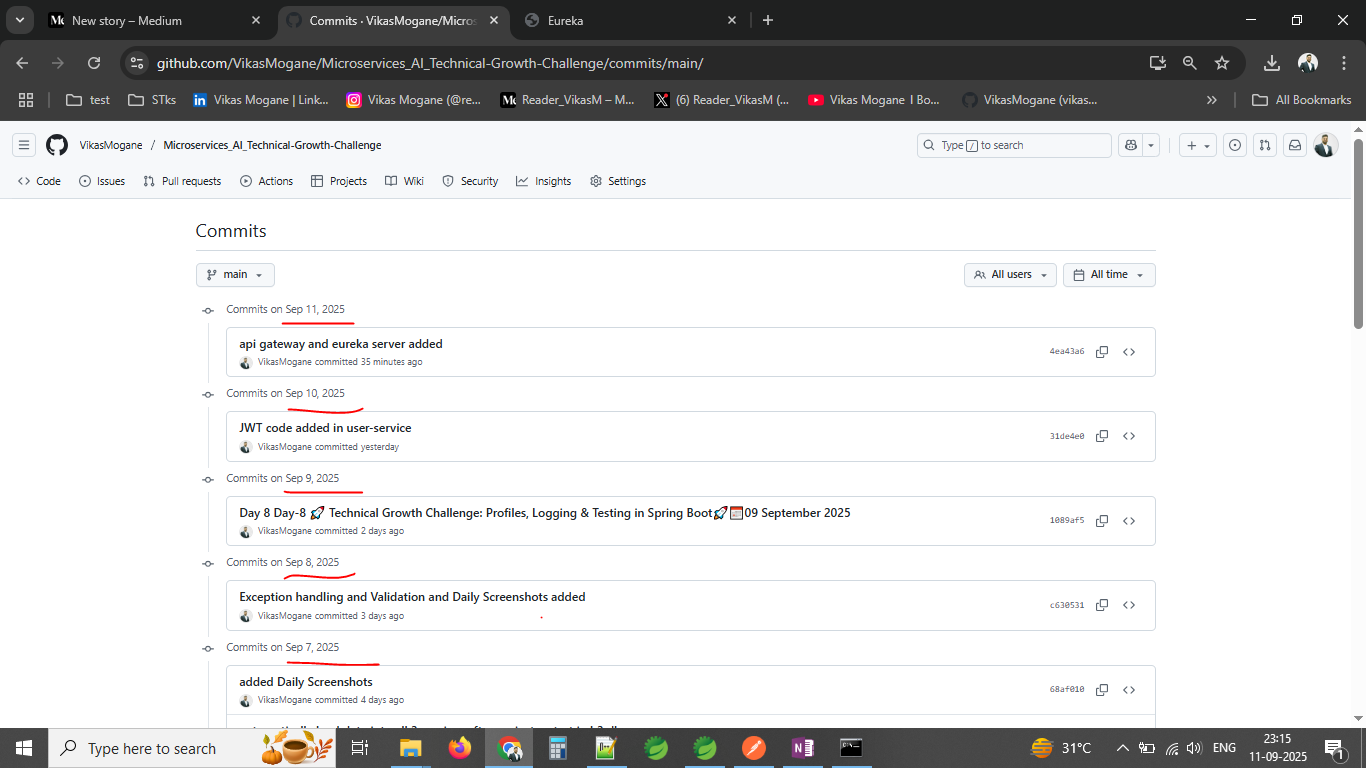 New story – Medium
Commits · VikasMogane/Micros
Eureka
github.com/VikasMogane/Microservices_AI_Technical-Growth-Challenge/commits/main/
test
STks
Vikas Mogane | Link...
Vikas Mogane (@re...
Reader_VikasM – M...
(6) Reader_VikasM (...
Vikas Mogane I Bo...
VikasMogane (vikas...
All Bookmarks
VikasMogane / Microservices_AI_Technical-Growth-Challenge
Type / to search
Code
Issues
Pull requests
Actions
Projects
Wiki
Security
Insights
Settings
Commits
main
All users
All time
Commits on Sep 11, 2025
api gateway and eureka server added
VikasMogane committed 35 minutes ago
4ea43a6
Commits on Sep 10, 2025
JWT code added in user-service
VikasMogane committed yesterday
31de4e0
Commits on Sep 9, 2025
Day 8 Day-8 🚀 Technical Growth Challenge: Profiles, Logging & Testing in Spring Boot🚀📅09 September 2025
VikasMogane committed 2 days ago
1089af5
Commits on Sep 8, 2025
Exception handling and Validation and Daily Screenshots added
VikasMogane committed 3 days ago
c630531
Commits on Sep 7, 2025
added Daily Screenshots
VikasMogane committed 4 days ago
68af010
Type here to search
31°C
ENG
23:15
11-09-2025
1